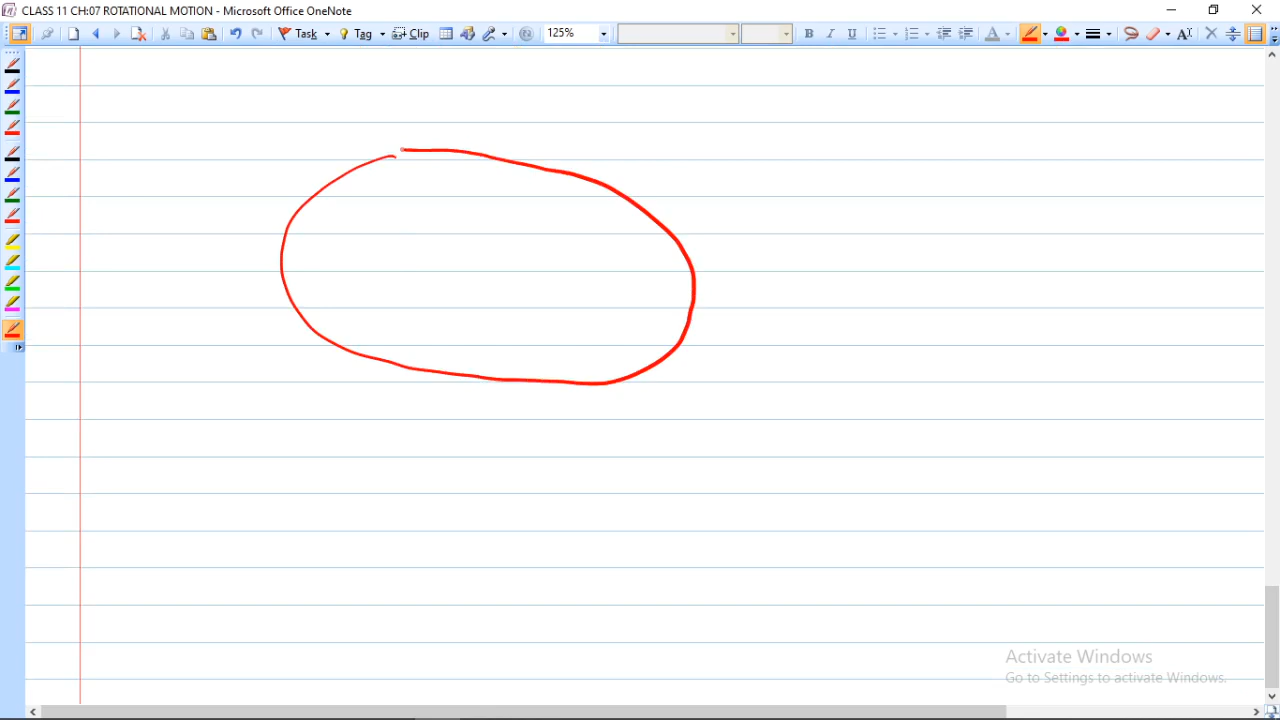 CLASS 11 CH:07 ROTATIONAL MOTION - Microsoft Office OneNote
Task Tag Clip 125% B I U A A
Activate Windows
Go to Settings to activate Windows.